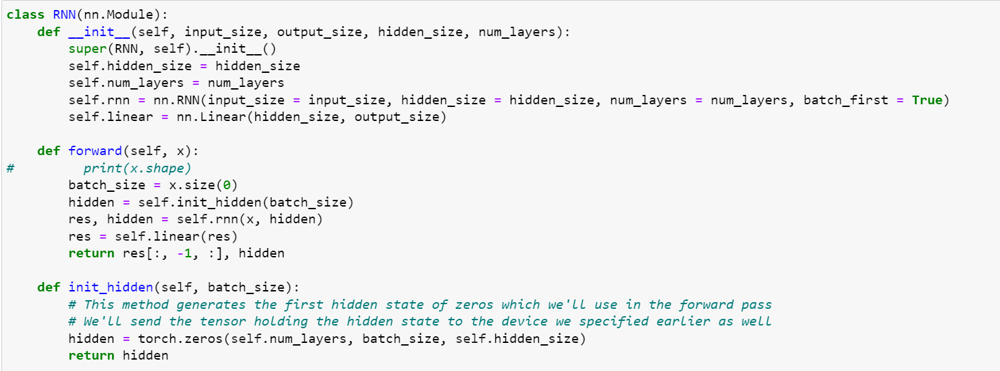 class RNN(nn.Module):
    def __init__(self, input_size, output_size, hidden_size, num_layers):
        super(RNN, self).__init__()
        self.hidden_size = hidden_size
        self.num_layers = num_layers
        self.rnn = nn.RNN(input_size = input_size, hidden_size = hidden_size, num_layers = num_layers, batch_first = True)
        self.linear = nn.Linear(hidden_size, output_size)

    def forward(self, x):
#         print(x.shape)
        batch_size = x.size(0)
        hidden = self.init_hidden(batch_size)
        res, hidden = self.rnn(x, hidden)
        res = self.linear(res)
        return res[:, -1, :], hidden

    def init_hidden(self, batch_size):
        # This method generates the first hidden state of zeros which we'll use in the forward pass
        # We'll send the tensor holding the hidden state to the device we specified earlier as well
        hidden = torch.zeros(self.num_layers, batch_size, self.hidden_size)
        return hidden